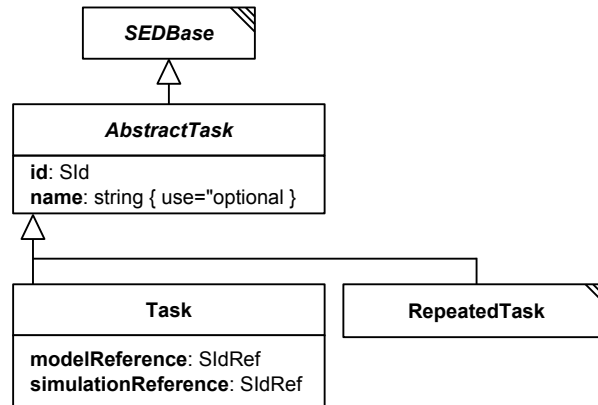 SEDBase
AbstractTask
id: SId
name: string { use="optional }
Task
RepeatedTask
modelReference: SIdRef
simulationReference: SIdRef